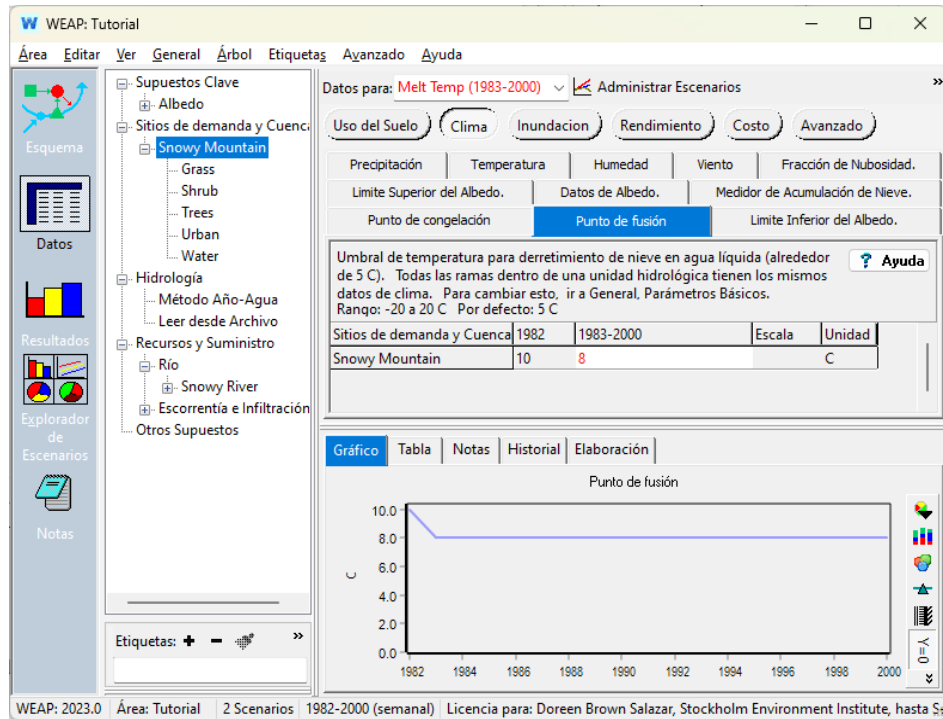 WEAP: Tutorial
Área Editar Ver General Árbol Etiquetas Avanzado Ayuda
Esquema
Datos
Resultados
Explorador
de
Escenarios
Notas
Supuestos Clave
Albedo
Sitios de demanda y Cuenc
Snowy Mountain
Grass
Shrub
Trees
Urban
Water
Hidrología
Método Año-Agua
Leer desde Archivo
Recursos y Suministro
Río
Snowy River
Escorrentía e Infiltración
Otros Supuestos
Etiquetas:
Datos para: Melt Temp (1983-2000) Administrar Escenarios
Uso del Suelo Clima Inundacion Rendimiento Costo Avanzado
Precipitación Temperatura Humedad Viento Fracción de Nubosidad.
Limite Superior del Albedo. Datos de Albedo. Medidor de Acumulación de Nieve.
Punto de congelación Punto de fusión Limite Inferior del Albedo.
Umbral de temperatura para derretimiento de nieve en agua líquida (alrededor
de 5 C). Todas las ramas dentro de una unidad hidrológica tienen los mismos
datos de clima. Para cambiar esto, ir a General, Parámetros Básicos.
Rango: -20 a 20 C Por defecto: 5 C
? Ayuda
Sitios de demanda y Cuenca 1982 1983-2000 Escala Unidad
Snowy Mountain 10 8 C
Gráfico Tabla Notas Historial Elaboración
Punto de fusión
C
10.0
8.0
6.0
4.0
2.0
0.0
1982 1984 1986 1988 1990 1992 1994 1996 1998 2000
Y=0
WEAP: 2023.0 Área: Tutorial 2 Scenarios 1982-2000 (semanal) Licencia para: Doreen Brown Salazar, Stockholm Environment Institute, hasta